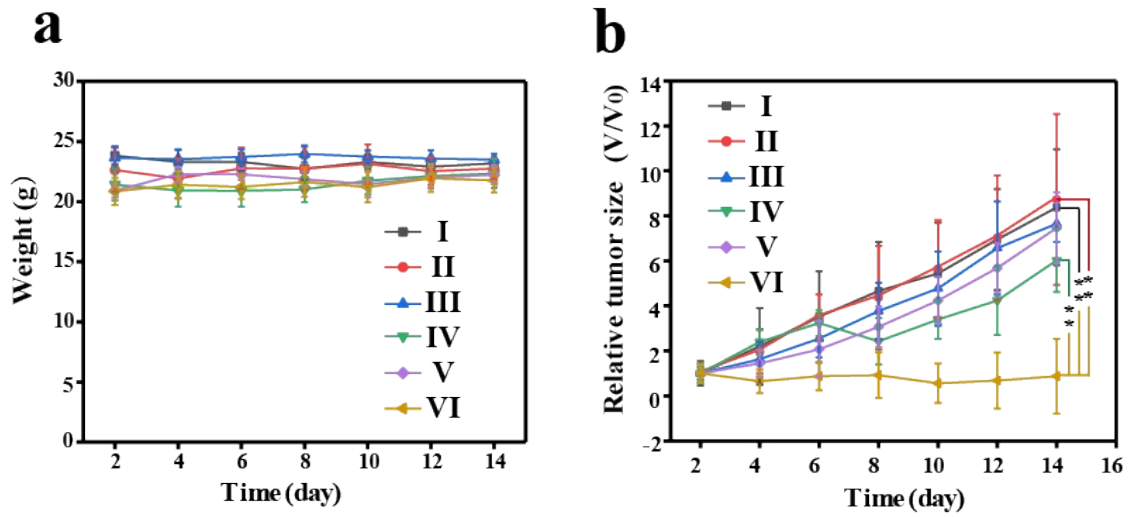 a
30
25
20
15
10
5
0
Weight (g)
I
II
III
IV
V
VI
2 4 6 8 10 12 14
Time (day)
b
14
12
10
8
6
4
2
0
-2
Relative tumor size (V/V0)
I
II
III
IV
V
VI
**
**
**
2 4 6 8 10 12 14 16
Time (day)